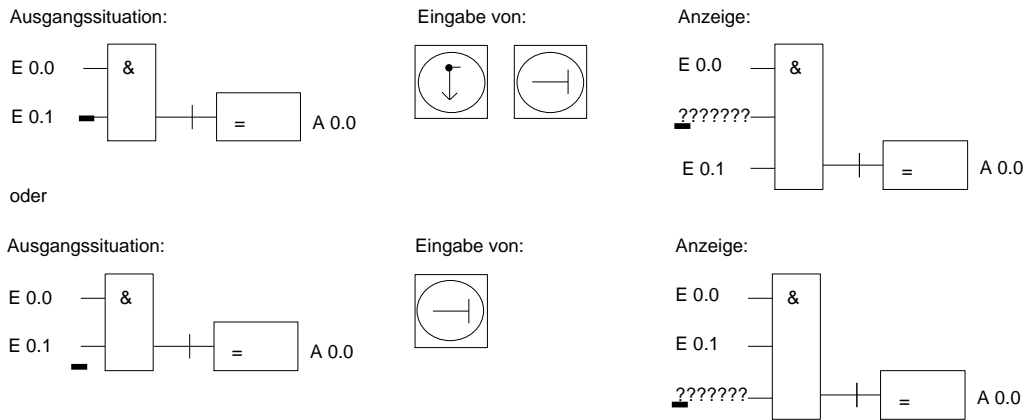 Ausgangssituation: Eingabe von: Anzeige:
E 0.0 & E 0.0 &
E 0.1 = A 0.0 ???????
E 0.1 = A 0.0
oder
Ausgangssituation: Eingabe von: Anzeige:
E 0.0 & E 0.0 &
E 0.1 = A 0.0 E 0.1
??????? = A 0.0